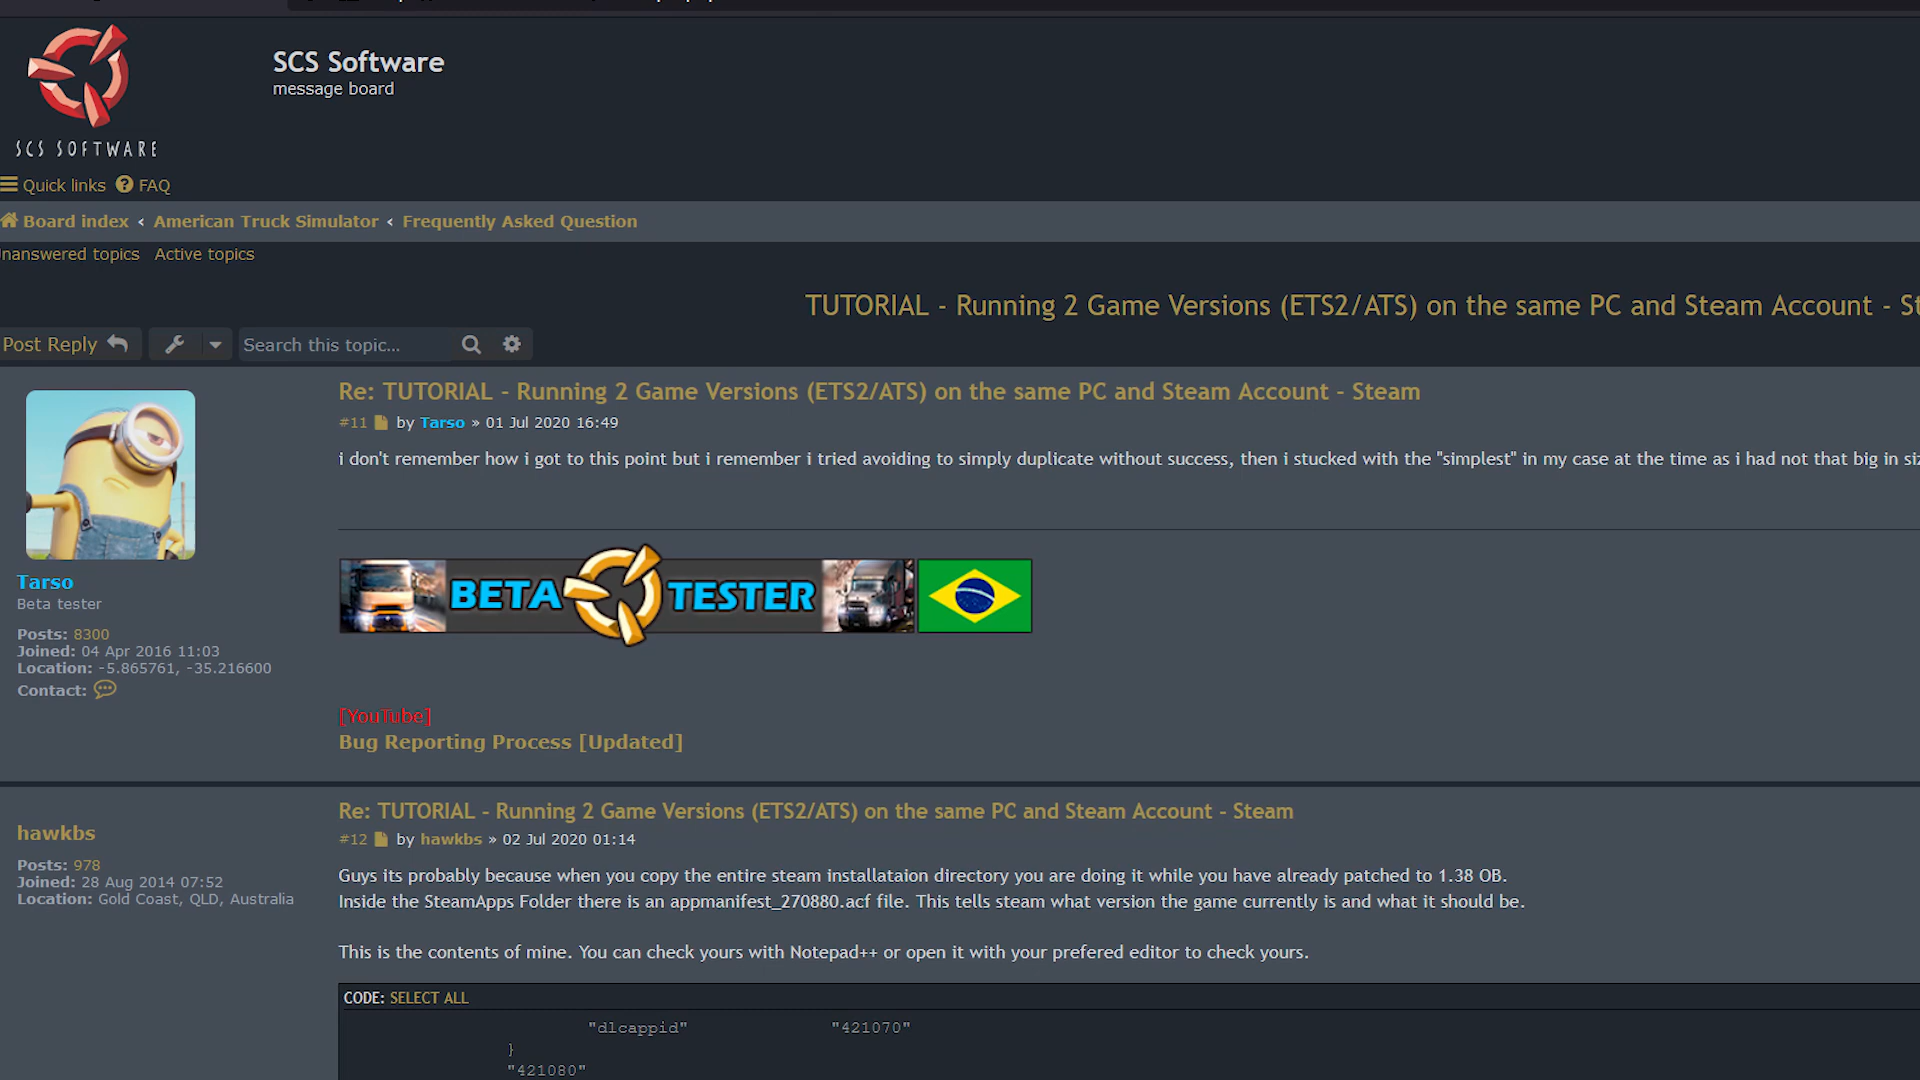 SCS Software
message board
SCS SOFTWARE
Quick links FAQ
Board index ‹ American Truck Simulator ‹ Frequently Asked Question
nanswered topics Active topics
TUTORIAL - Running 2 Game Versions (ETS2/ATS) on the same PC and Steam Account - St
Post Reply Search this topic...
Re: TUTORIAL - Running 2 Game Versions (ETS2/ATS) on the same PC and Steam Account - Steam
#11 by Tarso » 01 Jul 2020 16:49
i don't remember how i got to this point but i remember i tried avoiding to simply duplicate without success, then i stucked with the "simplest" in my case at the time as i had not that big in siz
BETA TESTER
Tarso
Beta tester
Posts: 8300
Joined: 04 Apr 2016 11:03
Location: -5.865761, -35.216600
Contact:
[YouTube]
Bug Reporting Process [Updated]
Re: TUTORIAL - Running 2 Game Versions (ETS2/ATS) on the same PC and Steam Account - Steam
#12 by hawkbs » 02 Jul 2020 01:14
hawkbs
Posts: 978
Joined: 28 Aug 2014 07:52
Location: Gold Coast, QLD, Australia
Guys its probably because when you copy the entire steam installataion directory you are doing it while you have already patched to 1.38 OB.
Inside the SteamApps Folder there is an appmanifest_270880.acf file. This tells steam what version the game currently is and what it should be.
This is the contents of mine. You can check yours with Notepad++ or open it with your prefered editor to check yours.
CODE: SELECT ALL
"dlcappid" "421070"
}
"421080"